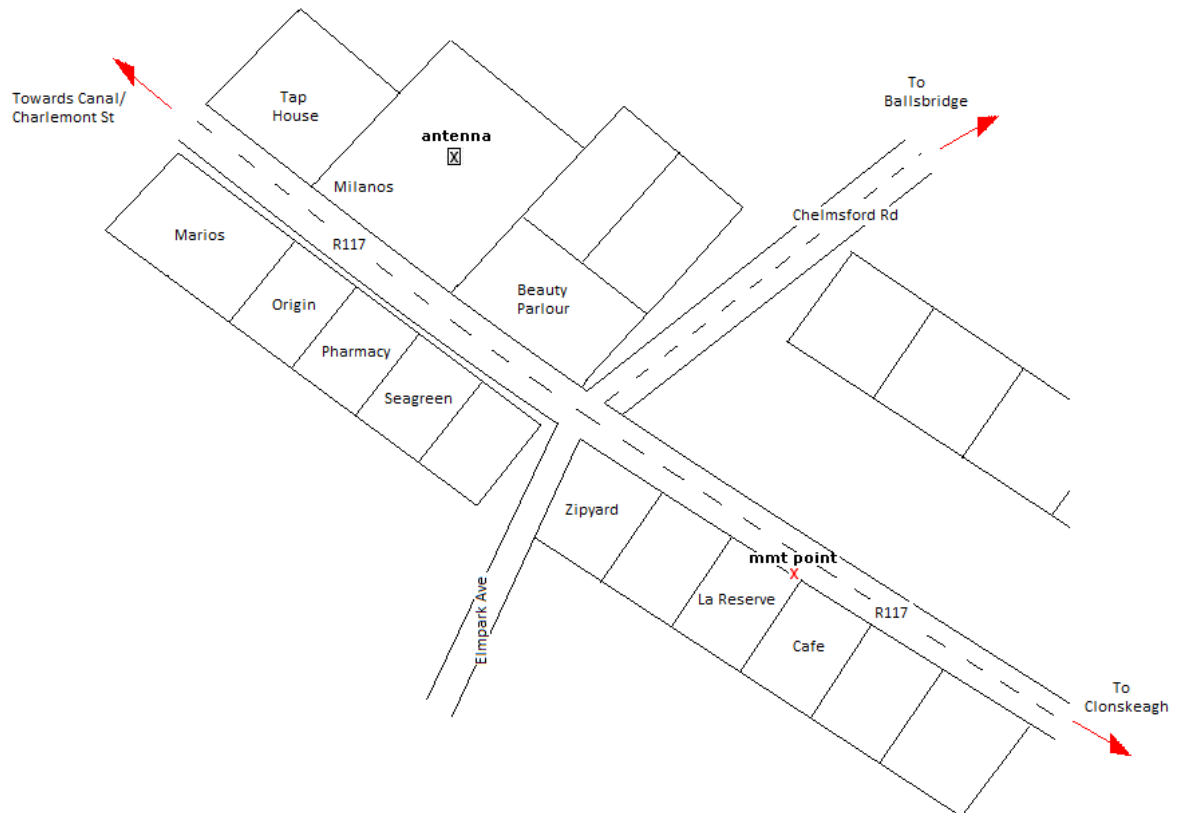 Towards Canal/
Charlemont St
Tap
House
antenna
X
Milanos
To
Ballsbridge
Chelmsford Rd
Marios
R117
Origin
Beauty
Parlour
Pharmacy
Seagreen
Zipyard
mmt point
X
La Reserve
R117
Cafe
Elmpark Ave
To
Clonskeagh